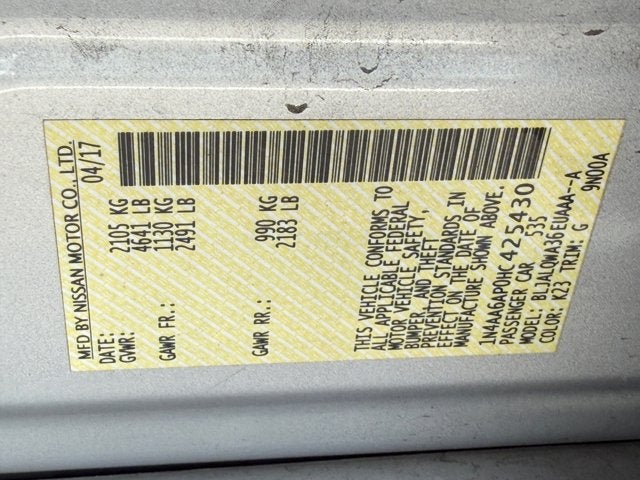 MFD BY NISSAN MOTOR CO., LTD.
DATE: 04/17
GVWR: 2105 KG
4641 LB
GAWR FR.: 1130 KG
2491 LB
GAWR RR.: 990 KG
2183 LB
THIS VEHICLE CONFORMS TO
ALL APPLICABLE FEDERAL
MOTOR VEHICLE SAFETY,
BUMPER, AND THEFT
PREVENTION STANDARDS IN
EFFECT ON THE DATE OF
MANUFACTURE SHOWN ABOVE.
1N4AA6AP0HC425430
PASSENGER CAR 535
MODEL: BLJALQWA36EUAAA--A
COLOR: K23 TRIM: G 9N00A